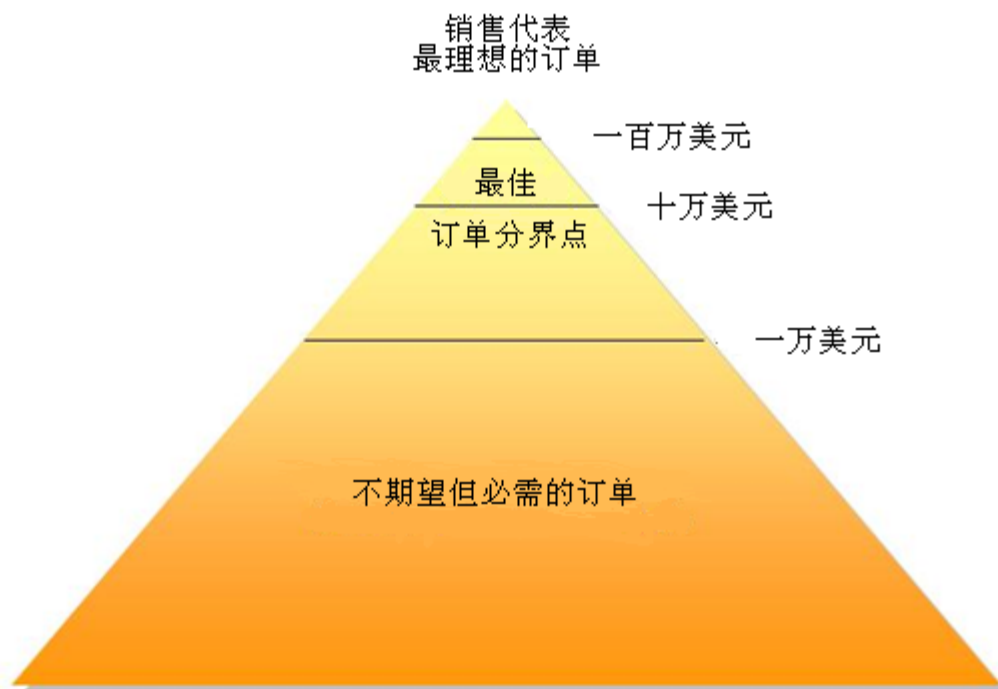 销售代表
最理想的订单
一百万美元
最佳
十万美元
订单分界点
一万美元
不期望但必需的订单